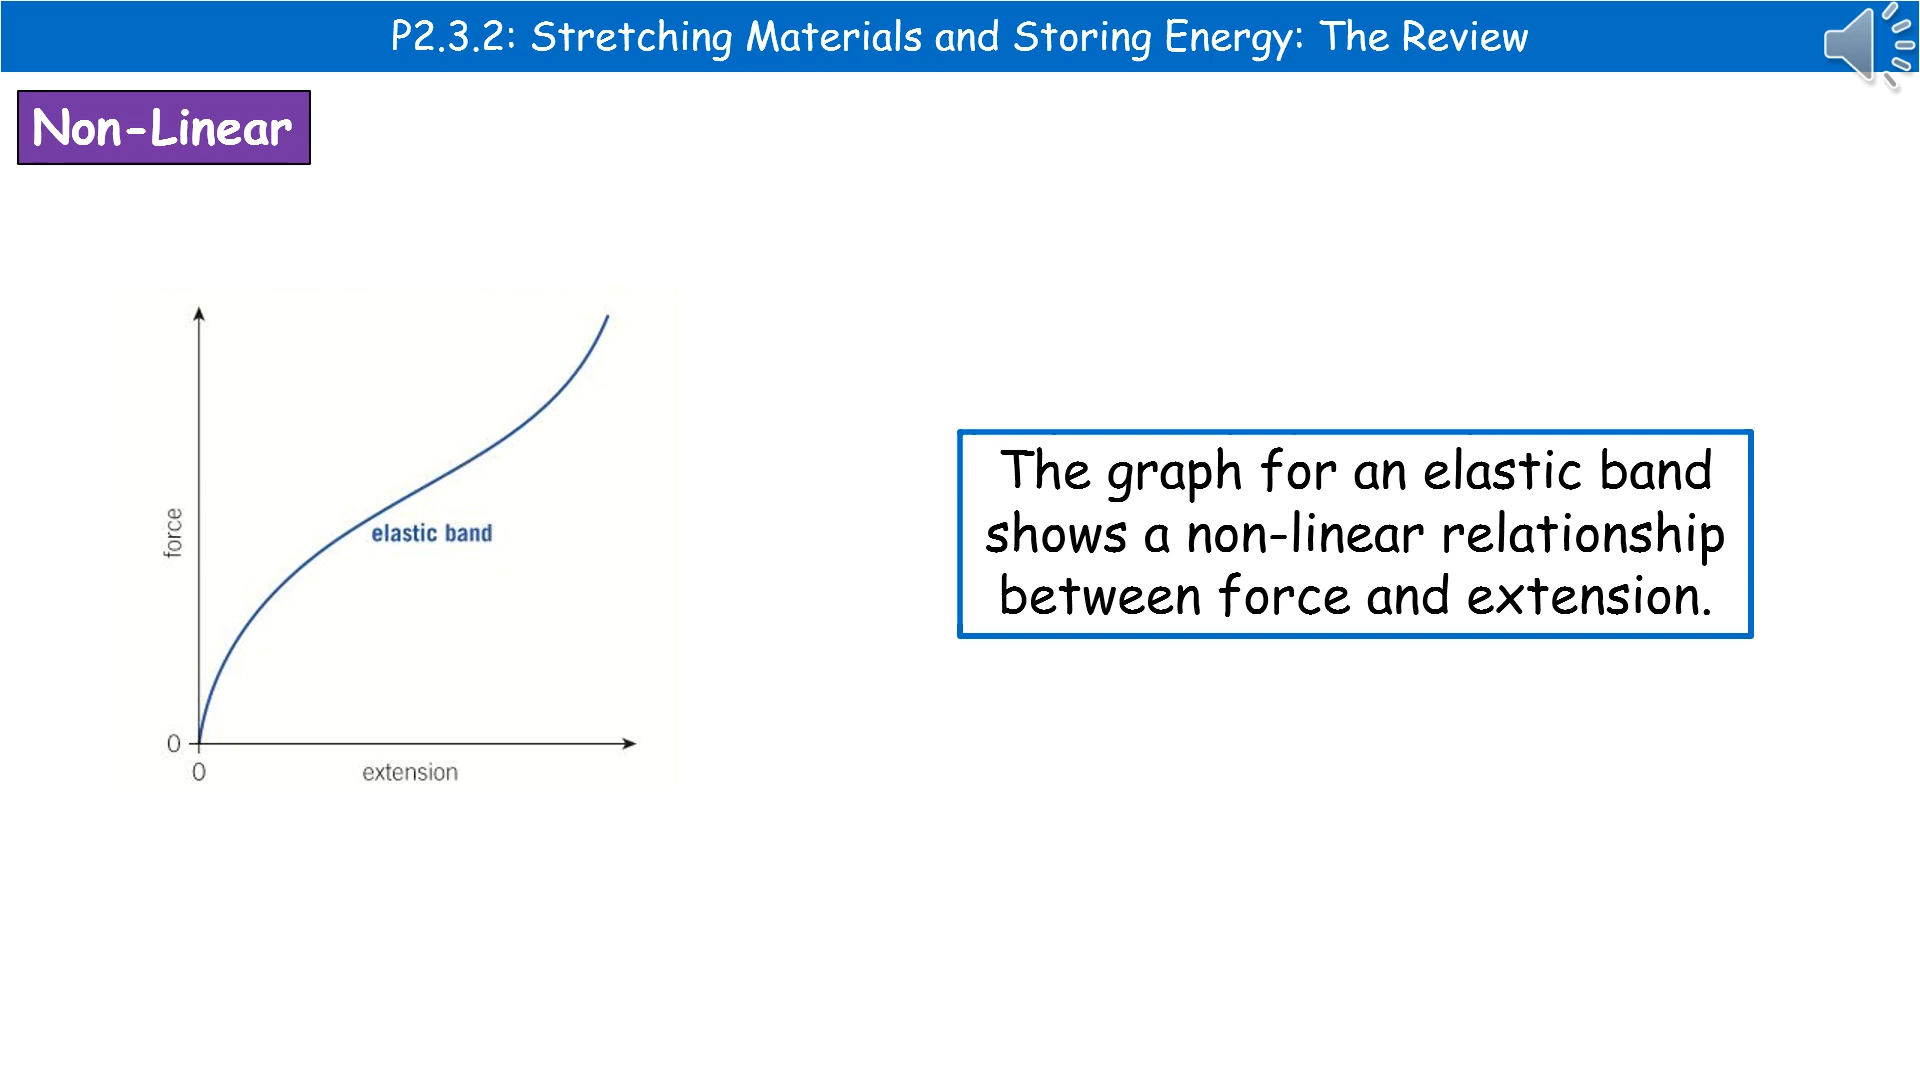 P2.3.2: Stretching Materials and Storing Energy: The Review
Non-Linear
force
elastic band
0
0
extension
The graph for an elastic band
shows a non-linear relationship
between force and extension.